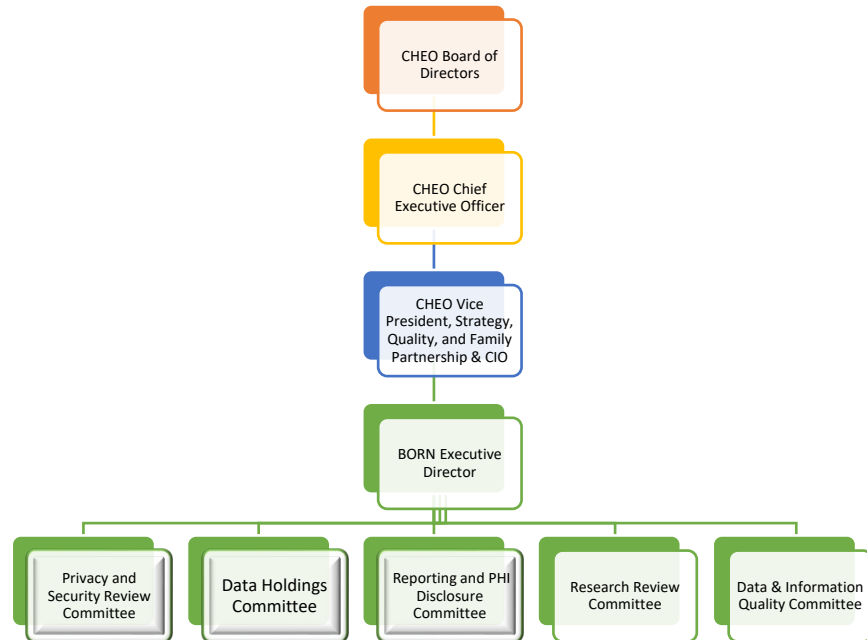 CHEO Board of
Directors
CHEO Chief
Executive Officer
CHEO Vice
President, Strategy,
Quality, and Family
Partnership & CIO
BORN Executive
Director
Privacy and
Security Review
Committee
Data Holdings
Committee
Reporting and PHI
Disclosure
Committee
Research Review
Committee
Data & Information
Quality Committee